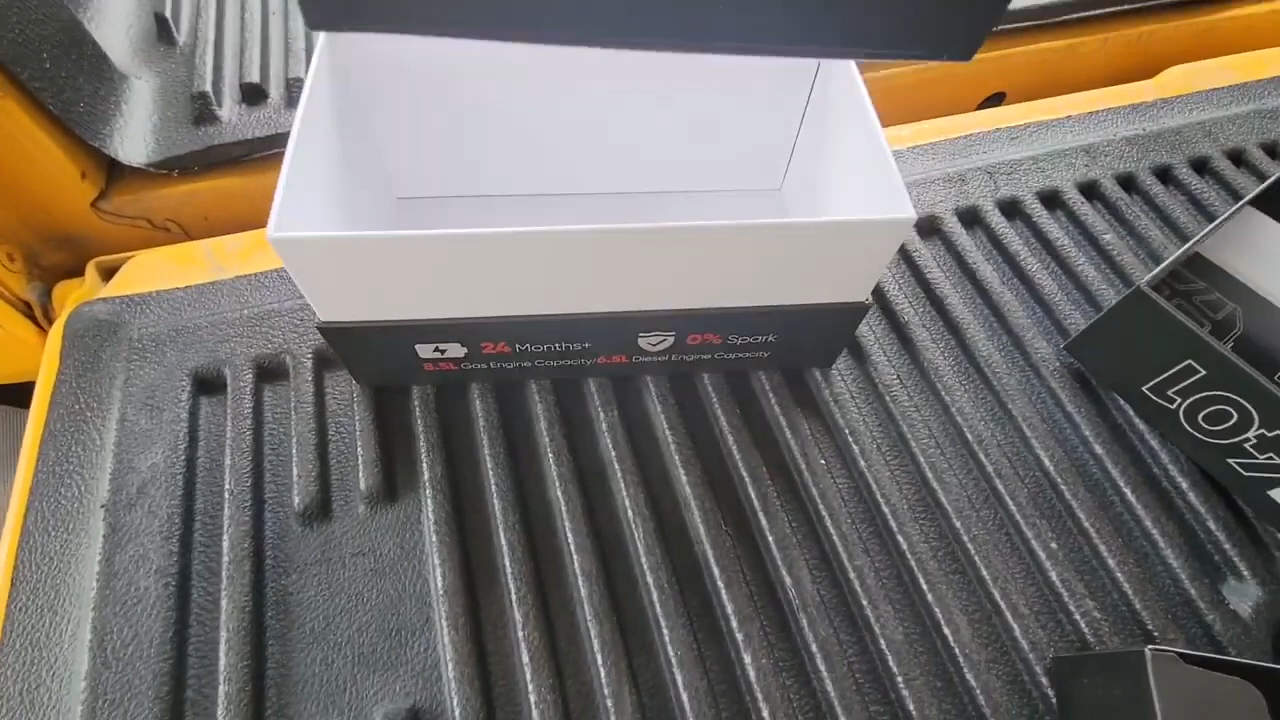 24 Months+
0% Spark
8.5L Gas Engine Capacity/6.5L Diesel Engine Capacity